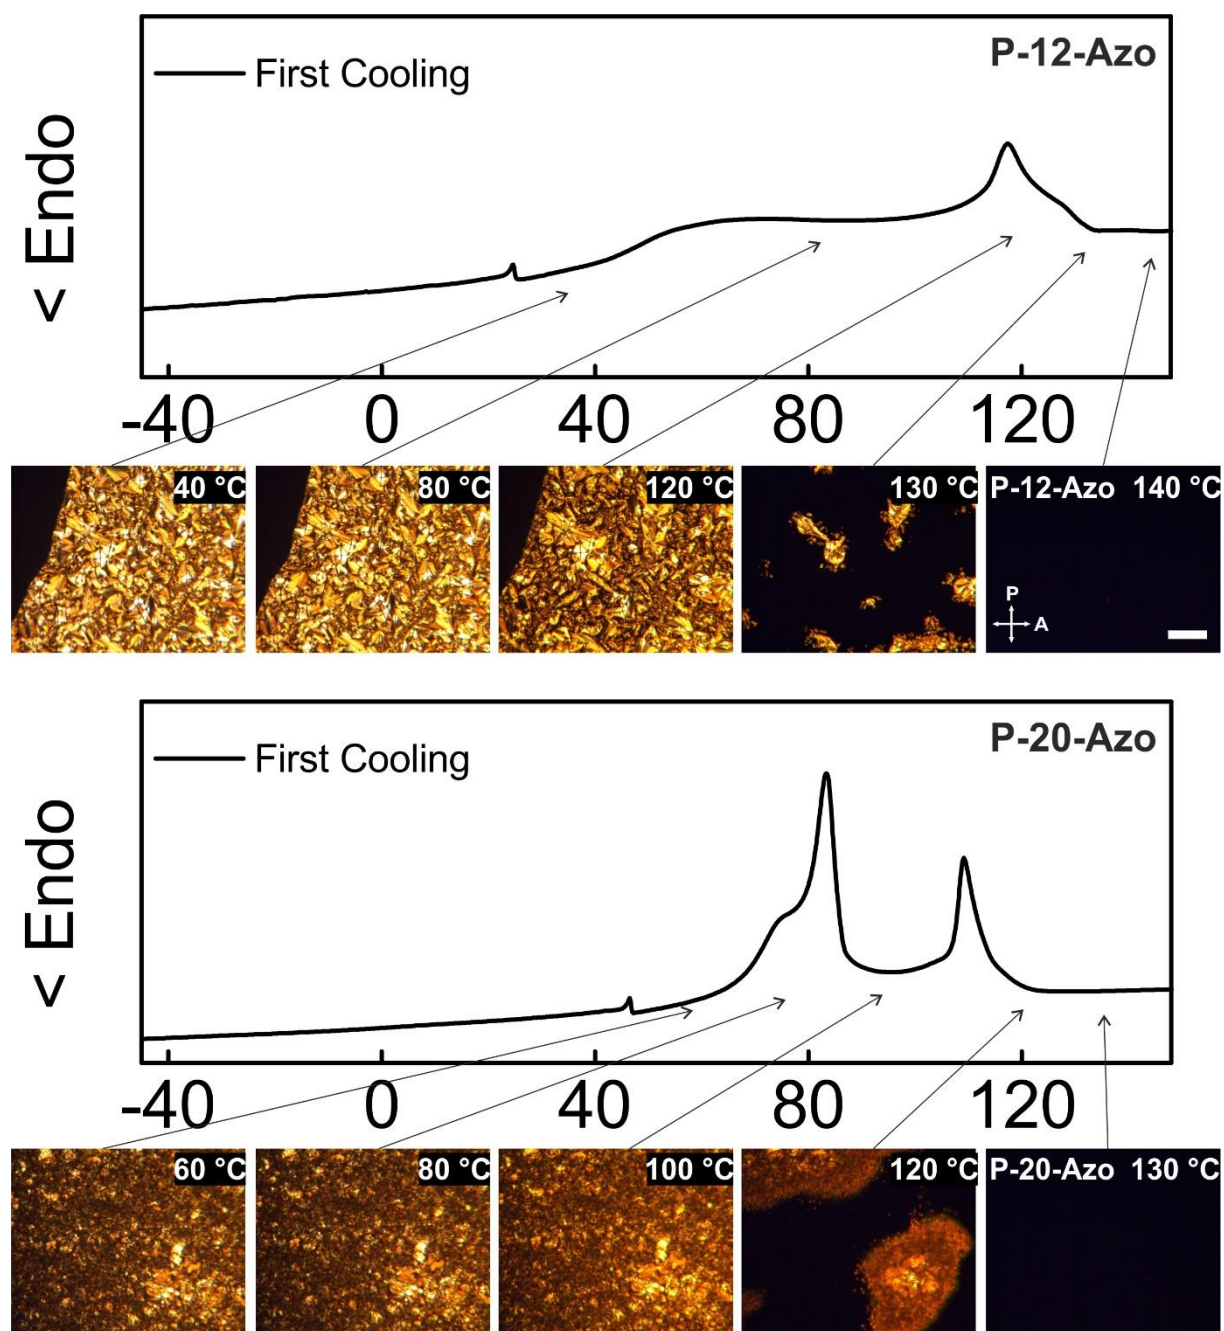 P-12-Azo
First Cooling
< Endo
-40 0 40 80 120
40 °C 80 °C 120 °C 130 °C P-12-Azo 140 °C
P
A
P-20-Azo
First Cooling
< Endo
-40 0 40 80 120
60 °C 80 °C 100 °C 120 °C P-20-Azo 130 °C